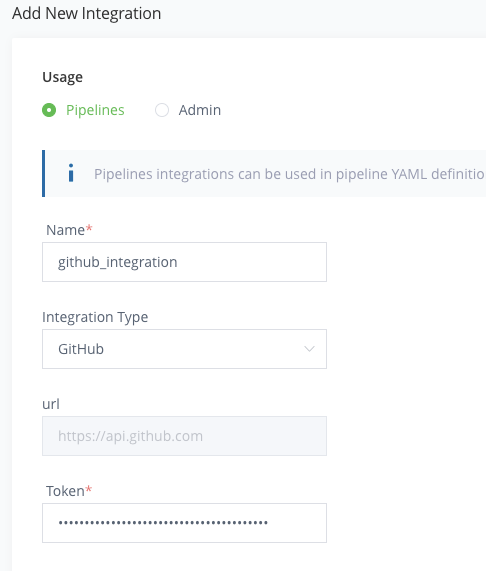 Add New Integration
Usage
Pipelines Admin
Pipelines integrations can be used in pipeline YAML definitio
Name*
github_integration
Integration Type
GitHub
url
https://api.github.com
Token*
••••••••••••••••••••••••••••••••••••••••